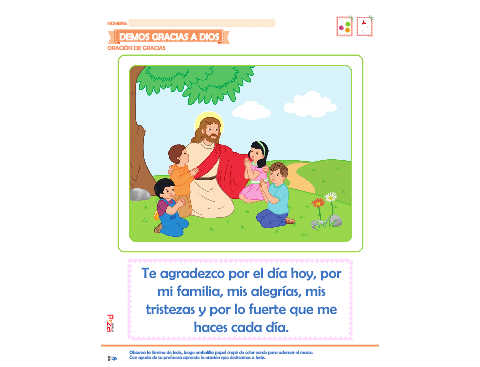 NOMBRE:
DEMOS GRACIAS A DIOS
ORACIÓN DE GRACIAS
Te agradezco por el día hoy, por
mi familia, mis alegrías, mis
tristezas y por lo fuerte que me
haces cada día.
Observa la lámina de Jesús, luego embolilla papel crepé de color verde para adornar el marco.
Con ayuda de tu profesora aprende la oración que dedicamos a Jesús.